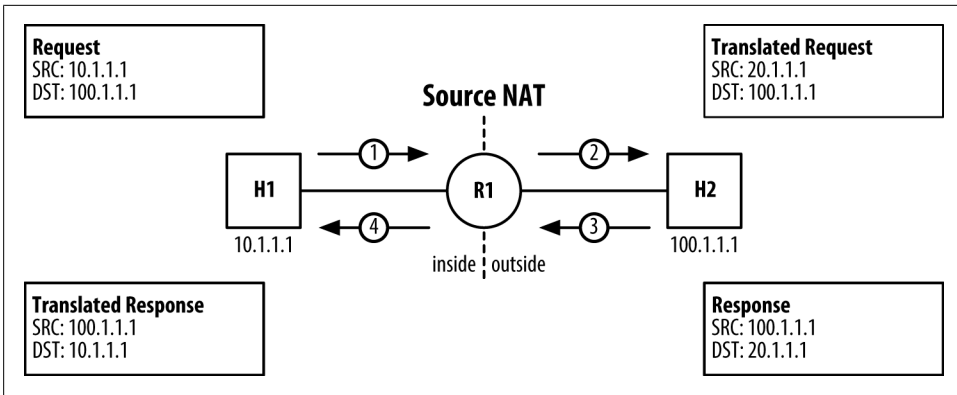 Request
SRC: 10.1.1.1
DST: 100.1.1.1
Translated Request
SRC: 20.1.1.1
DST: 100.1.1.1
Source NAT
1
2
H1
R1
H2
4
3
10.1.1.1
100.1.1.1
inside
outside
Translated Response
SRC: 100.1.1.1
DST: 10.1.1.1
Response
SRC: 100.1.1.1
DST: 20.1.1.1